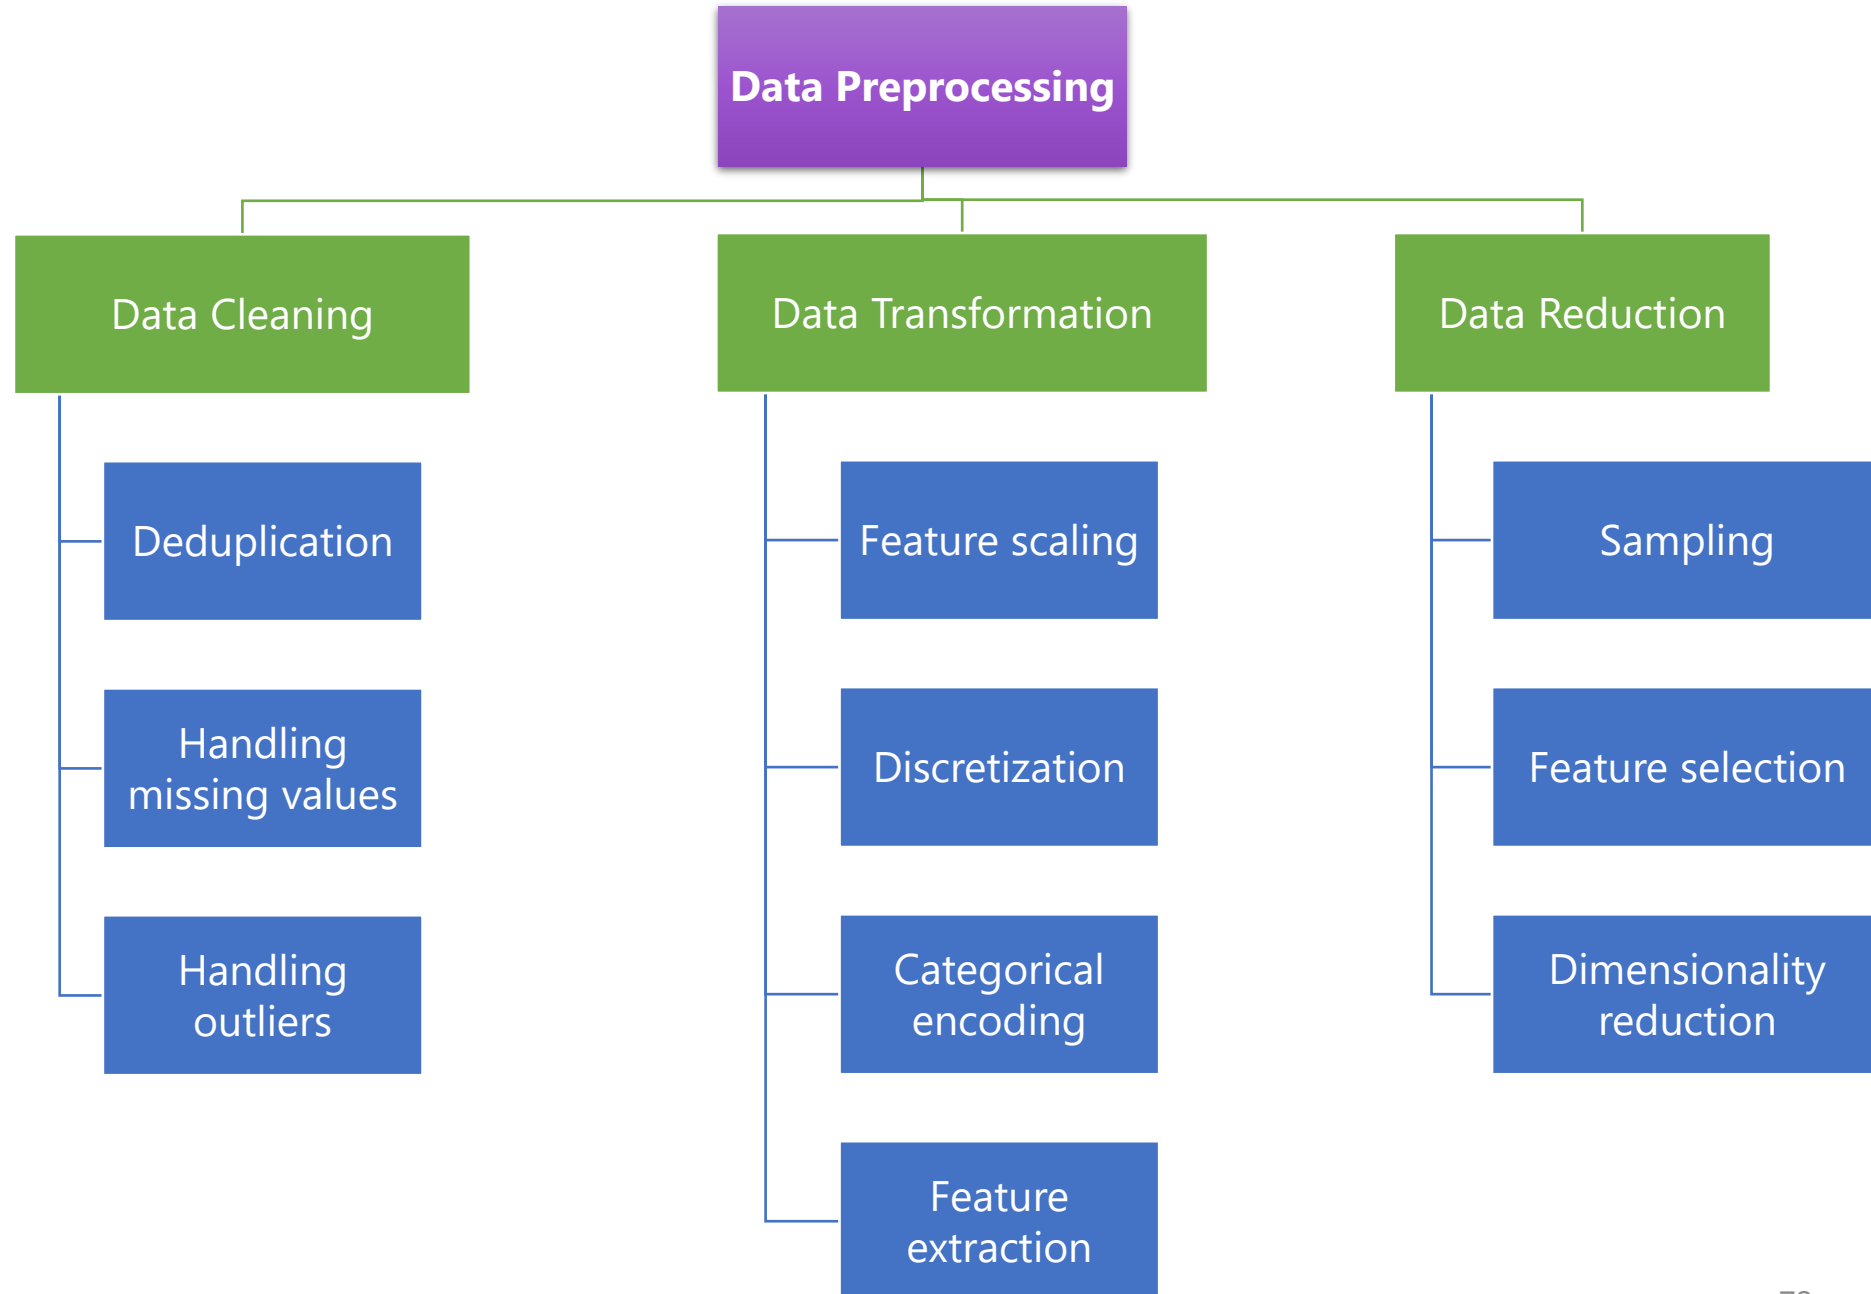 Data Preprocessing
Data Cleaning
Data Transformation
Data Reduction
Deduplication
Feature scaling
Sampling
Handling
missing values
Discretization
Feature selection
Handling
outliers
Categorical
encoding
Dimensionality
reduction
Feature
extraction